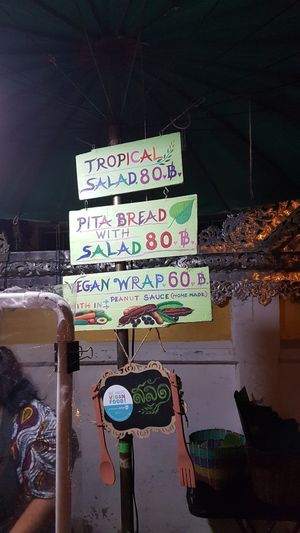 TROPICAL
SALAD. 80.฿.
PITA BREAD
WITH
SALAD 80.฿.
VEGAN WRAP. 60.฿.
WITH IN: PEANUT SAUCE (HOME MADE)
VEGAN
FOOD!